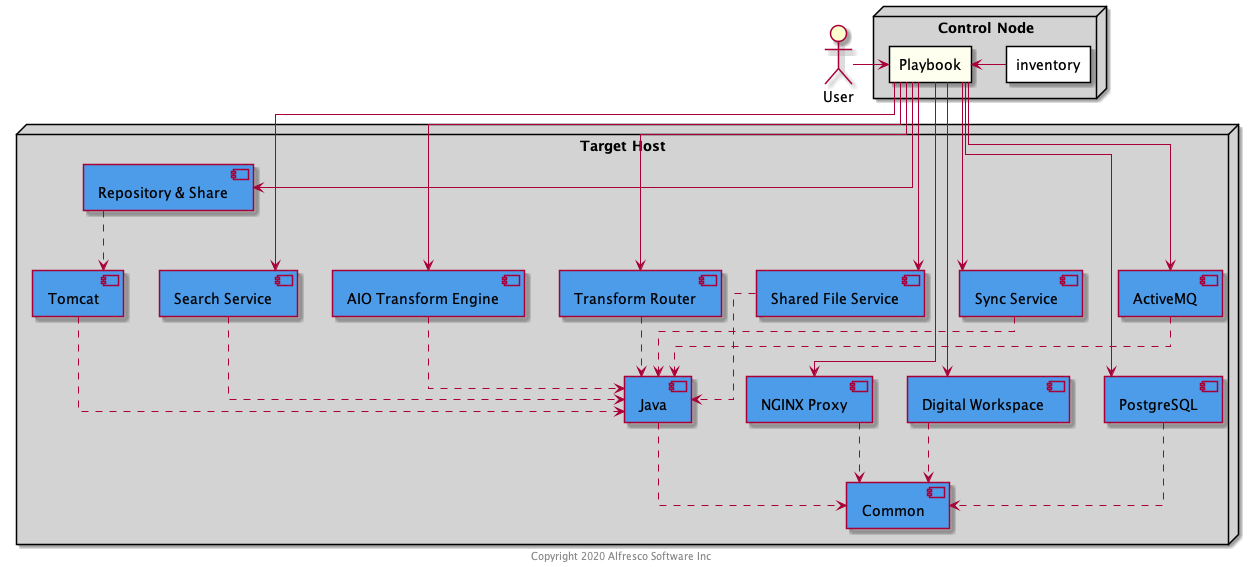 Control Node
Playbook
inventory
User
Target Host
Repository & Share
Tomcat
Search Service
AIO Transform Engine
Transform Router
Shared File Service
Sync Service
ActiveMQ
Java
NGINX Proxy
Digital Workspace
PostgreSQL
Common
Copyright 2020 Alfresco Software Inc